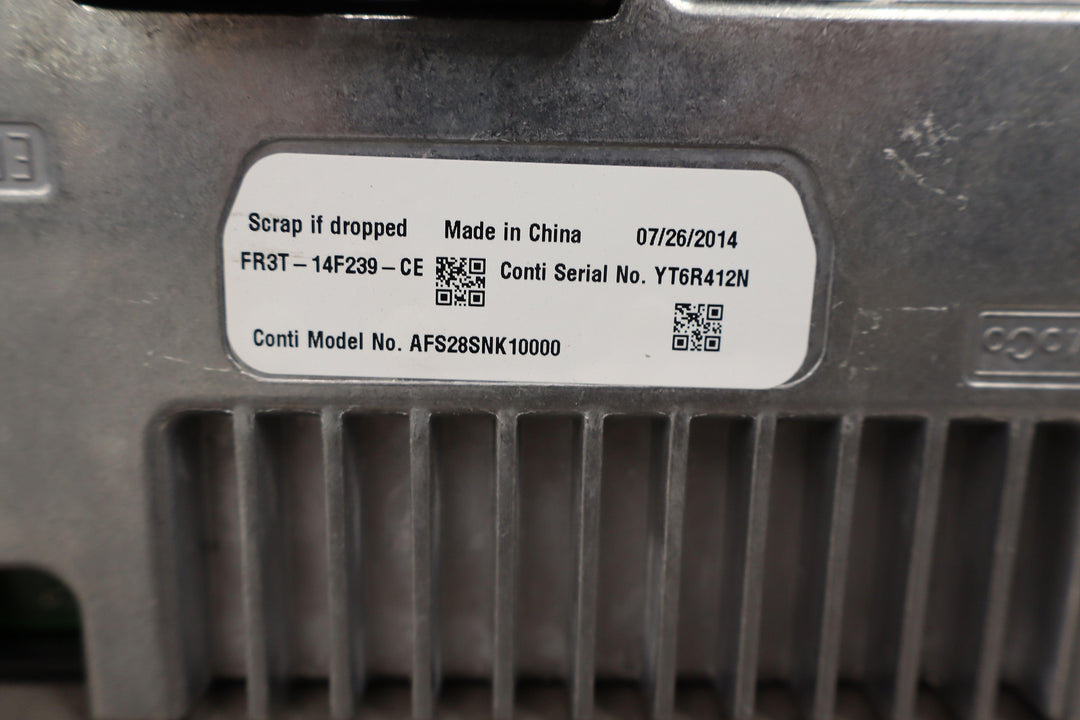 Scrap if dropped Made in China 07/26/2014
FR3T-14F239-CE Conti Serial No. YT6R412N
Conti Model No. AFS28SNK10000